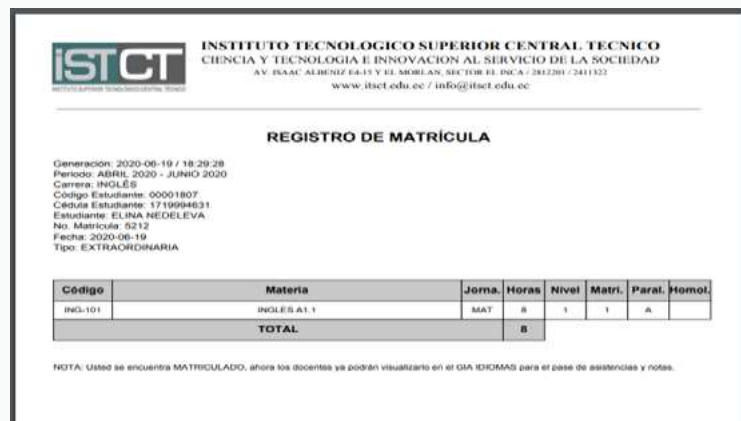 iSTCT
INSTITUTO SUPERIOR TECNOLÓGICO CENTRAL TÉCNICO
INSTITUTO TECNOLOGICO SUPERIOR CENTRAL TECNICO
CIENCIA Y TECNOLOGIA E INNOVACION AL SERVICIO DE LA SOCIEDAD
AV. ISAAC ALBENIZ E4-15 Y EL MORLAN, SECTOR EL INCA / 2812201 / 2411322
www.itsct.edu.ec / info@itsct.edu.ec
REGISTRO DE MATRÍCULA
Generación: 2020-06-19 / 18:29:28
Periodo: ABRIL 2020 - JUNIO 2020
Carrera: INGLÉS
Código Estudiante: 00001807
Cédula Estudiante: 1719994631
Estudiante: ELINA NEDELEVA
No. Matrícula: 5212
Fecha: 2020-06-19
Tipo: EXTRAORDINARIA
Código Materia Jorna. Horas Nivel Matri. Paral. Homol.
ING-101 INGLES A1.1 MAT 8 1 1 A
TOTAL 8
NOTA: Usted se encuentra MATRICULADO, ahora los docentes ya podrán visualizarlo en el GIA IDIOMAS para el pase de asistencias y notas.